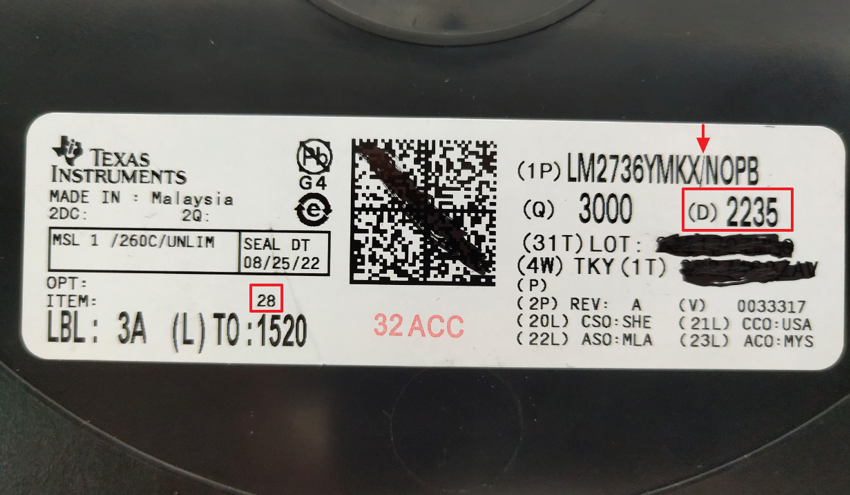 TEXAS
INSTRUMENTS
MADE IN : Malaysia
2DC: 2Q:
MSL 1 /260C/UNLIM
SEAL DT
08/25/22
OPT:
ITEM:
28
LBL: 3A (L)TO:1520
Pb
G4
e
32ACC
(1P) LM2736YMKX/NOPB
(Q) 3000 (D) 2235
(31T) LOT:
(4W) TKY (1T)
(P)
(2P) REV: A (V) 0033317
(20L) CSO:SHE (21L) CCO:USA
(22L) ASO:MLA (23L) ACO:MYS